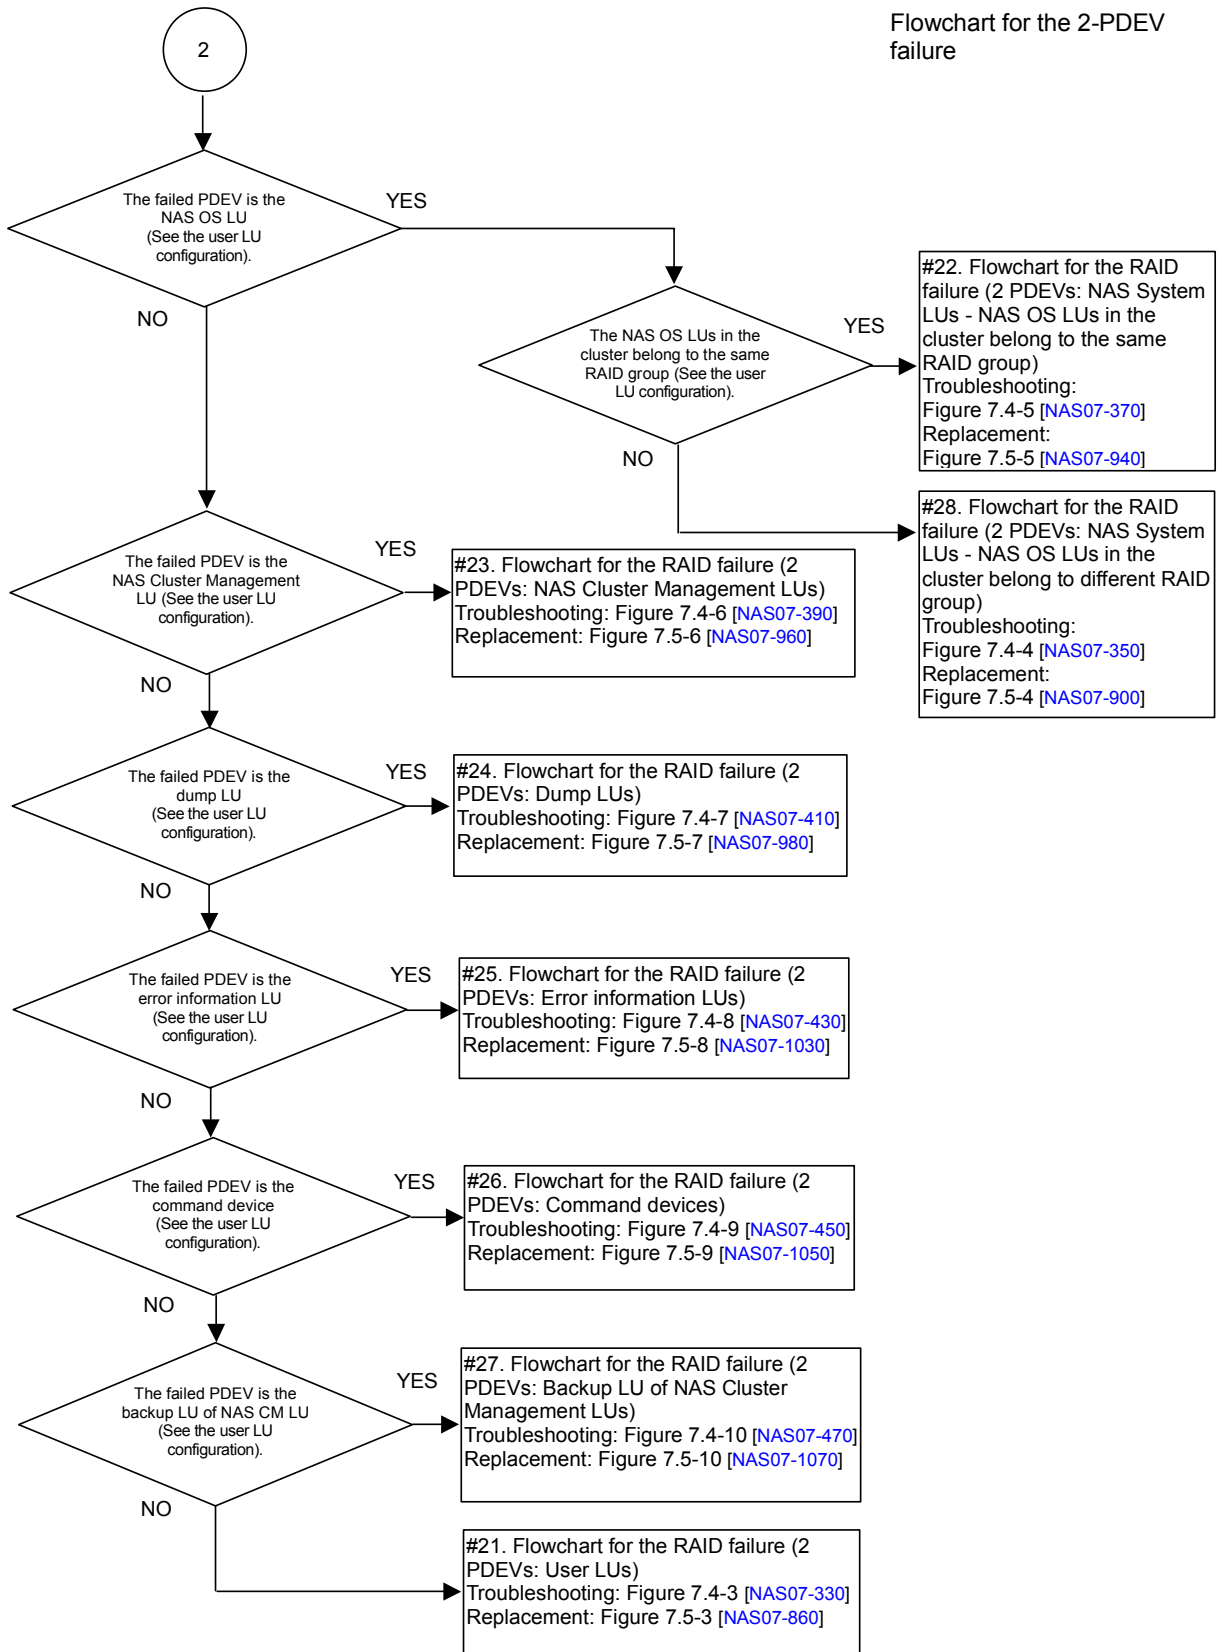 Flowchart for the 2-PDEV
failure
2
The failed PDEV is the
NAS OS LU
(See the user LU
configuration).
YES
NO
The NAS OS LUs in the
cluster belong to the same
RAID group (See the user
LU configuration).
YES
NO
#22. Flowchart for the RAID
failure (2 PDEVs: NAS System
LUs - NAS OS LUs in the
cluster belong to the same
RAID group)
Troubleshooting:
Figure 7.4-5 [NAS07-370]
Replacement:
Figure 7.5-5 [NAS07-940]
#28. Flowchart for the RAID
failure (2 PDEVs: NAS System
LUs - NAS OS LUs in the
cluster belong to different RAID
group)
Troubleshooting:
Figure 7.4-4 [NAS07-350]
Replacement:
Figure 7.5-4 [NAS07-900]
The failed PDEV is the
NAS Cluster Management
LU (See the user LU
configuration).
YES
NO
#23. Flowchart for the RAID failure (2
PDEVs: NAS Cluster Management LUs)
Troubleshooting: Figure 7.4-6 [NAS07-390]
Replacement: Figure 7.5-6 [NAS07-960]
The failed PDEV is the
dump LU
(See the user LU
configuration).
YES
NO
#24. Flowchart for the RAID failure (2
PDEVs: Dump LUs)
Troubleshooting: Figure 7.4-7 [NAS07-410]
Replacement: Figure 7.5-7 [NAS07-980]
The failed PDEV is the
error information LU
(See the user LU
configuration).
YES
NO
#25. Flowchart for the RAID failure (2
PDEVs: Error information LUs)
Troubleshooting: Figure 7.4-8 [NAS07-430]
Replacement: Figure 7.5-8 [NAS07-1030]
The failed PDEV is the
command device
(See the user LU
configuration).
YES
NO
#26. Flowchart for the RAID failure (2
PDEVs: Command devices)
Troubleshooting: Figure 7.4-9 [NAS07-450]
Replacement: Figure 7.5-9 [NAS07-1050]
The failed PDEV is the
backup LU of NAS CM LU
(See the user LU
configuration).
YES
NO
#27. Flowchart for the RAID failure (2
PDEVs: Backup LU of NAS Cluster
Management LUs)
Troubleshooting: Figure 7.4-10 [NAS07-470]
Replacement: Figure 7.5-10 [NAS07-1070]
#21. Flowchart for the RAID failure (2
PDEVs: User LUs)
Troubleshooting: Figure 7.4-3 [NAS07-330]
Replacement: Figure 7.5-3 [NAS07-860]